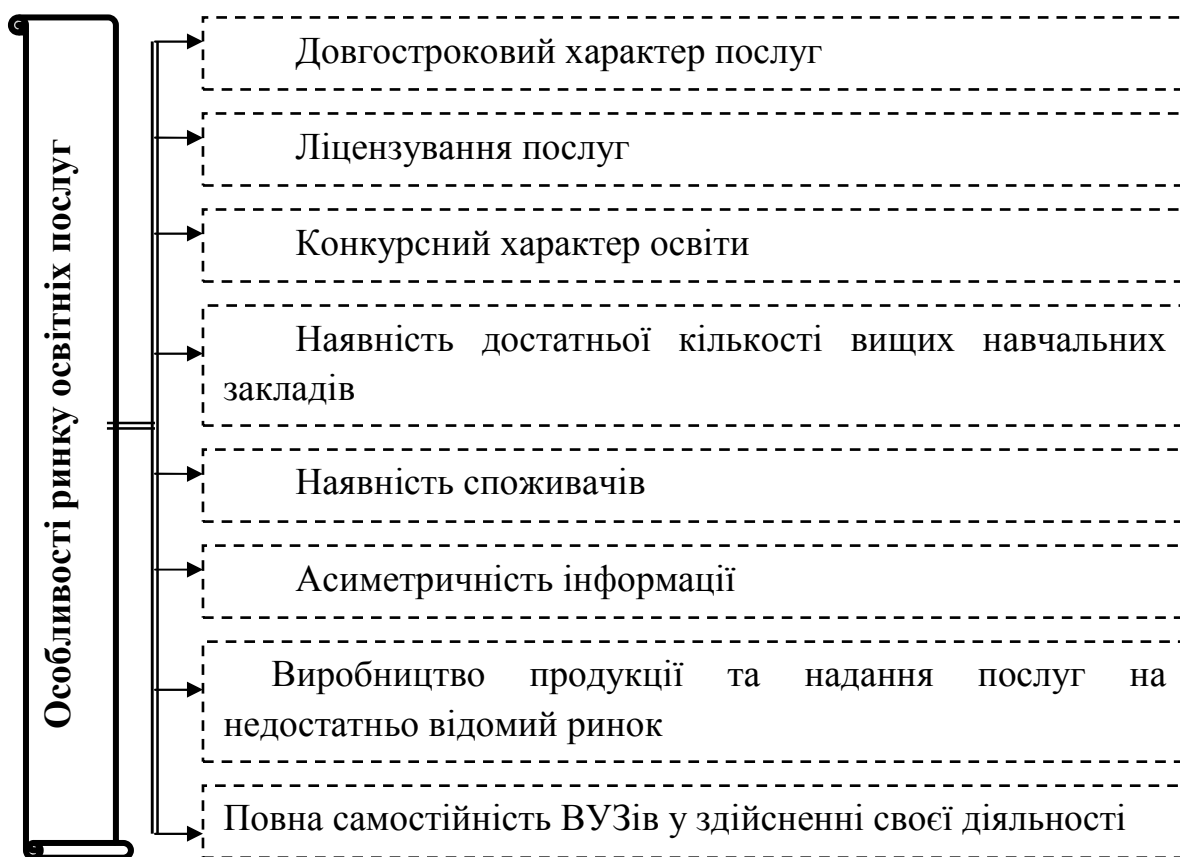 Особливості ринку освітніх послуг
Довгостроковий характер послуг
Ліцензування послуг
Конкурсний характер освіти
Наявність достатньої кількості вищих навчальних
закладів
Наявність споживачів
Асиметричність інформації
Виробництво продукції та надання послуг на
недостатньо відомий ринок
Повна самостійність ВУЗів у здійсненні своєї діяльності